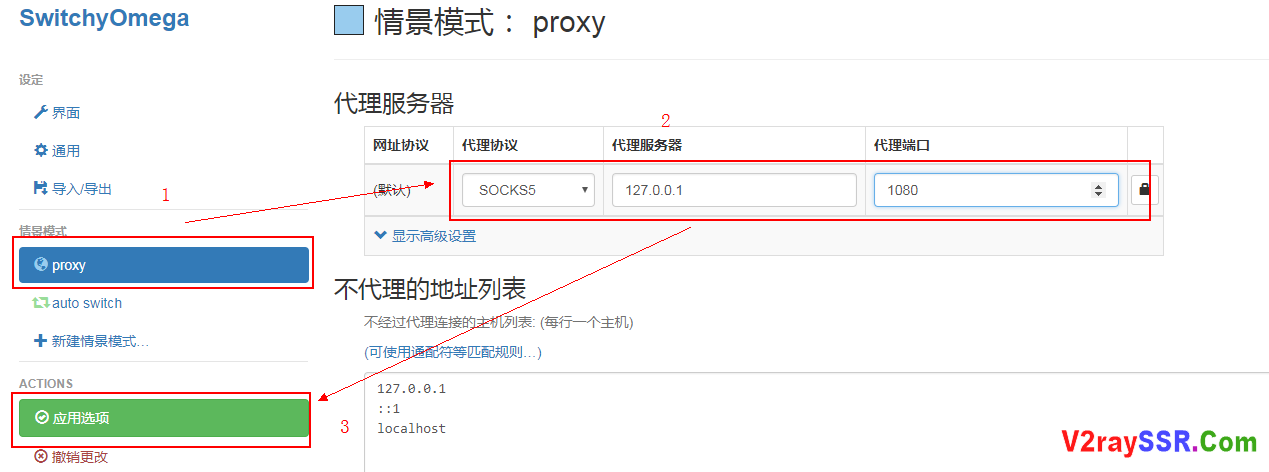 SwitchyOmega
设定
界面
通用
导入/导出
情景模式
proxy
auto switch
新建情景模式…
ACTIONS
应用选项
撤销更改
1
3
情景模式： proxy
代理服务器
2
网址协议 代理协议 代理服务器 代理端口
(默认) SOCKS5 127.0.0.1 1080
显示高级设置
不代理的地址列表
不经过代理连接的主机列表: (每行一个主机)
(可使用通配符等匹配规则…)
127.0.0.1
::1
localhost
V2raySSR.Com